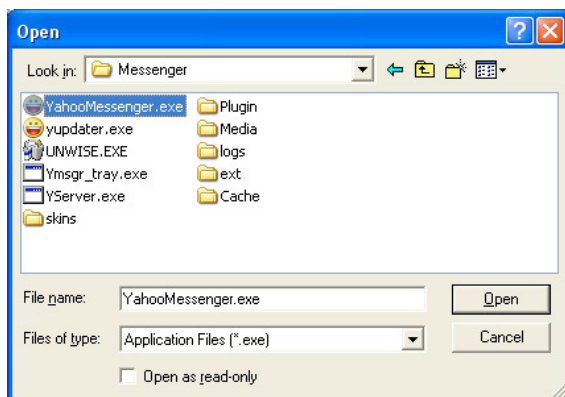 Open
Look in: Messenger
YahooMessenger.exe Plugin
yupdater.exe Media
UNWISE.EXE logs
Ymsgr_tray.exe ext
YServer.exe Cache
skins
File name: YahooMessenger.exe Open
Files of type: Application Files (*.exe) Cancel
Open as read-only